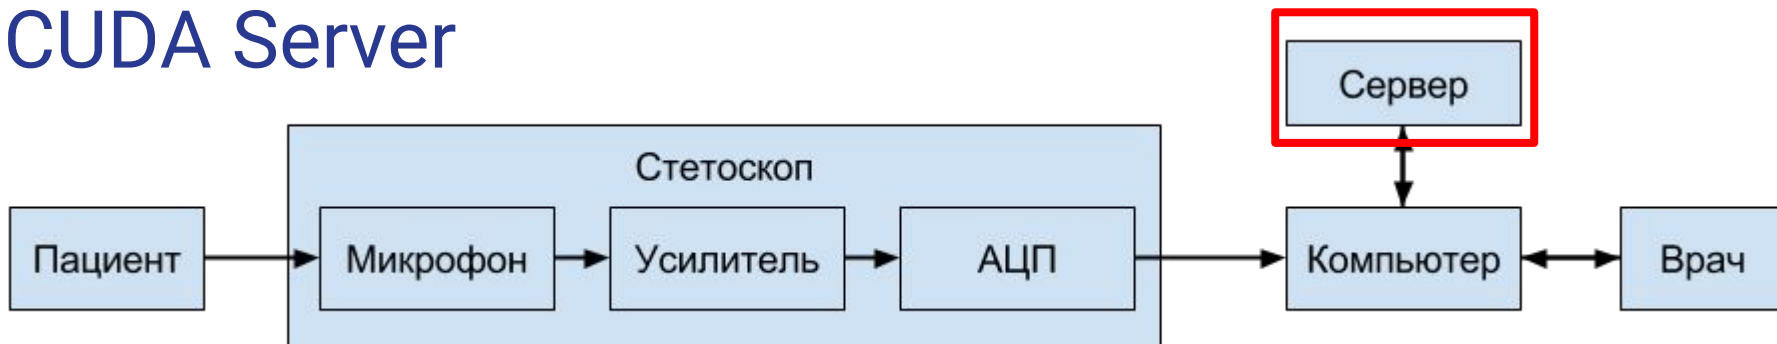 CUDA Server
Сервер
Стетоскоп
Пациент
Микрофон
Усилитель
АЦП
Компьютер
Врач